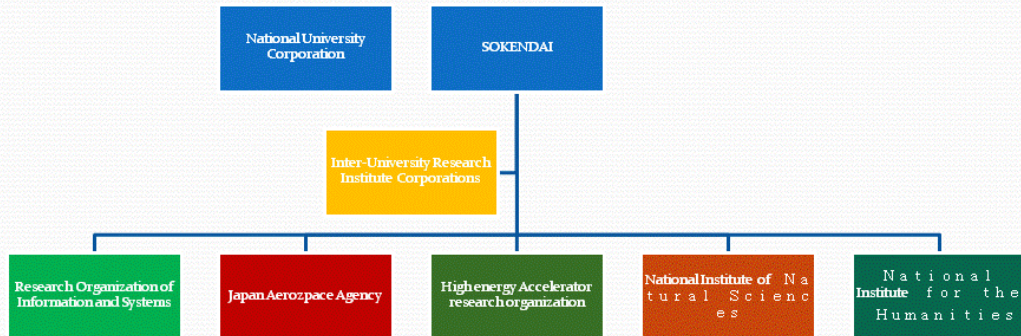 National University
Corporation
SOKENDAI
Inter-University Research
Institute Corporations
Research Organization of
Information and Systems
Japan Aerozpace Agency
High energy Accelerator
research organization
National Institute of Na
tural Scienc
es
National
Institute for the
Humanities